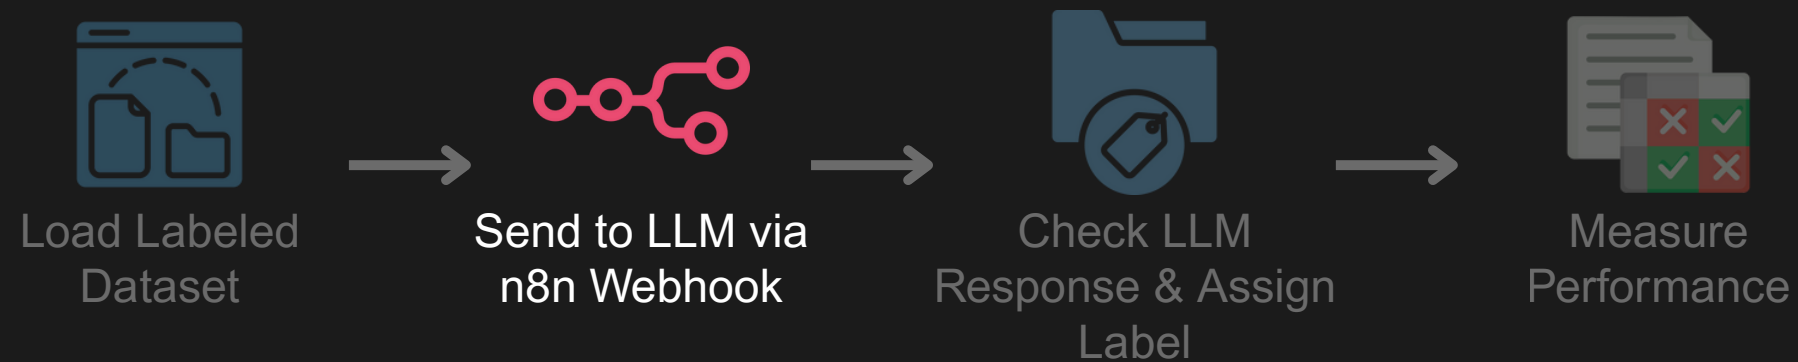 Load Labeled
Dataset
Send to LLM via
n8n Webhook
Check LLM
Response & Assign
Label
Measure
Performance